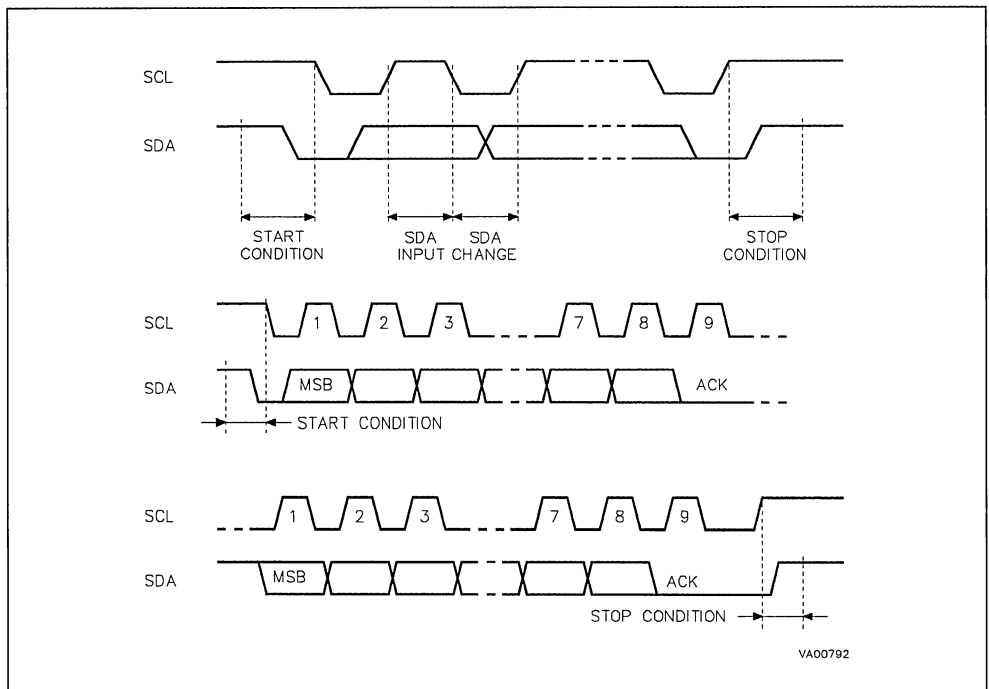 SCL
SDA
START
CONDITION
SDA
INPUT
SDA
CHANGE
STOP
CONDITION
SCL
1 2 3 7 8 9
SDA
MSB
ACK
START CONDITION
SCL
1 2 3 7 8 9
SDA
MSB
ACK
STOP CONDITION
VA00792